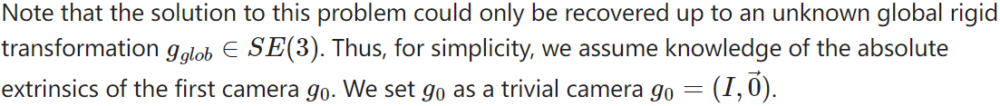 Note that the solution to this problem could only be recovered up to an unknown global rigid
transformation $g_{glob} \in SE(3)$. Thus, for simplicity, we assume knowledge of the absolute
extrinsics of the first camera $g_0$. We set $g_0$ as a trivial camera $g_0 = (I, \vec{0})$.